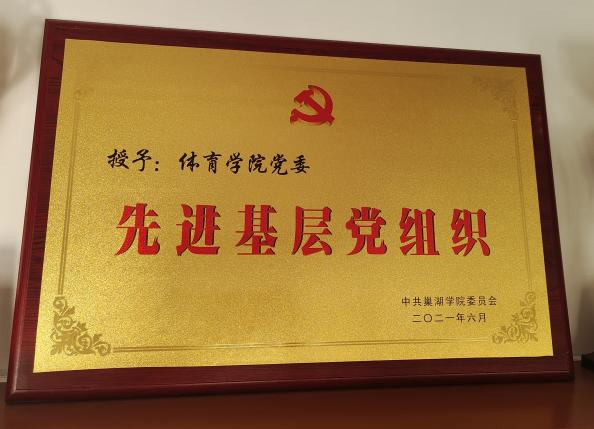 授予：体育学院党委
先进基层党组织
中共巢湖学院委员会
二〇二一年六月